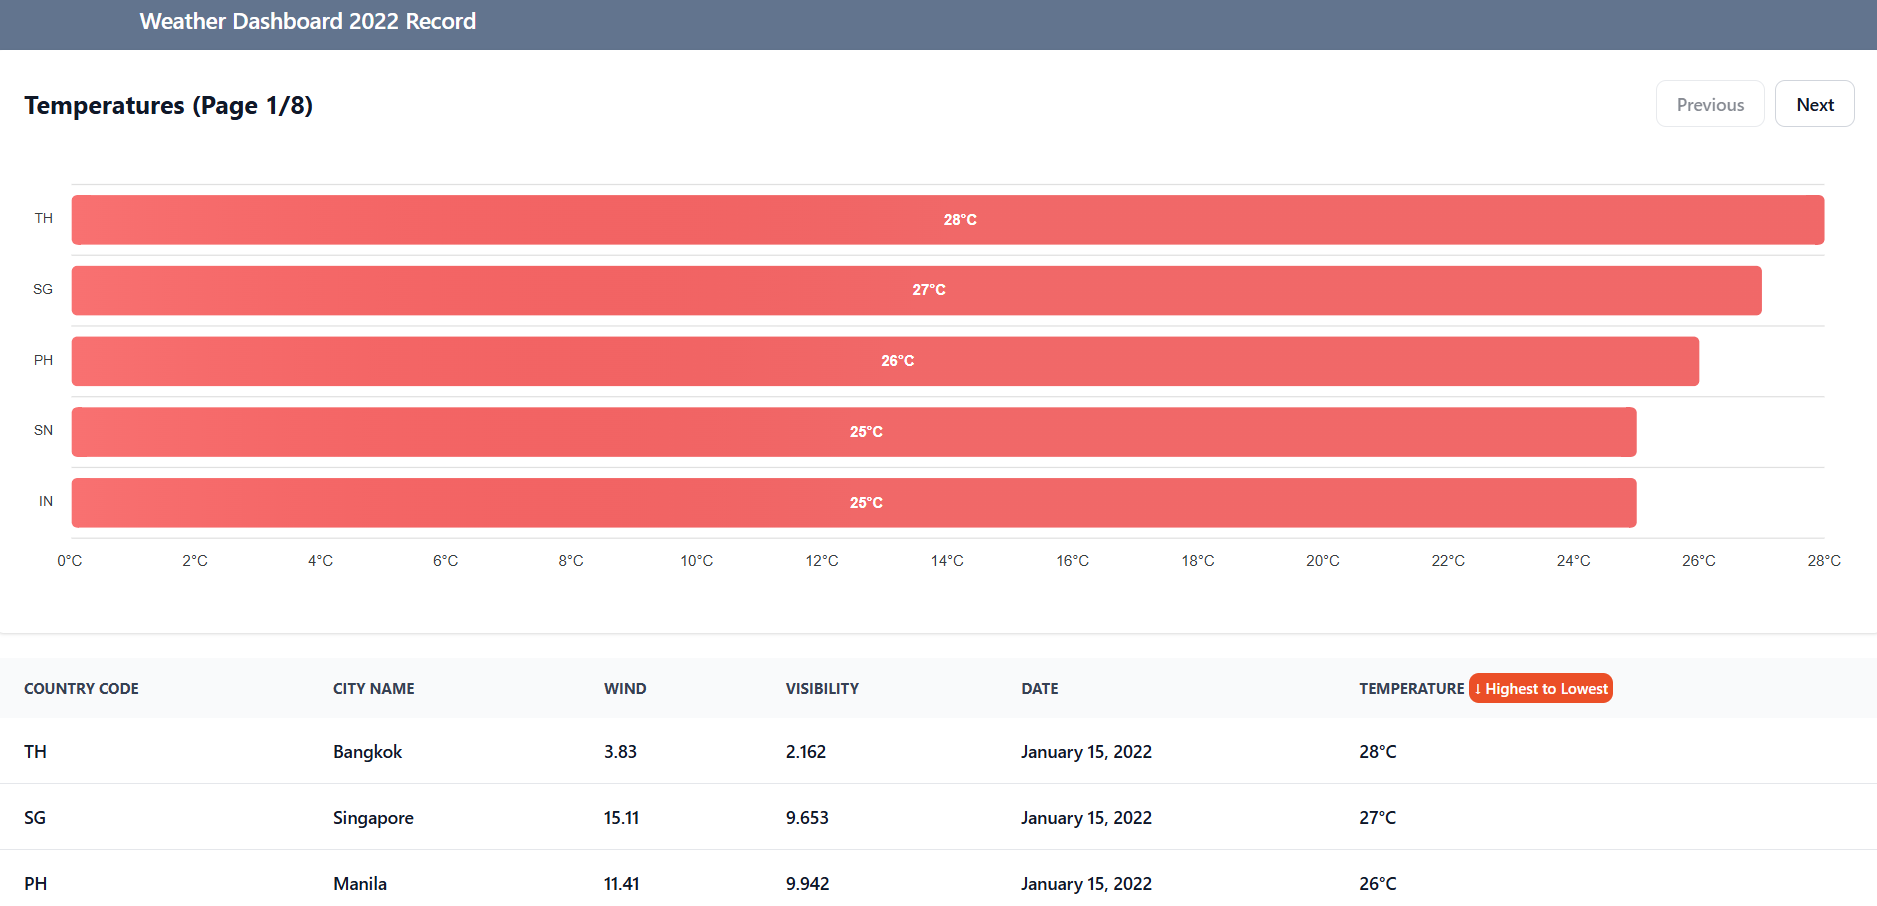 Weather Dashboard 2022 Record
Temperatures (Page 1/8)
Previous
Next
TH
28°C
SG
27°C
PH
26°C
SN
25°C
IN
25°C
0°C 2°C 4°C 6°C 8°C 10°C 12°C 14°C 16°C 18°C 20°C 22°C 24°C 26°C 28°C
COUNTRY CODE CITY NAME WIND VISIBILITY DATE TEMPERATURE ↓ Highest to Lowest
TH Bangkok 3.83 2.162 January 15, 2022 28°C
SG Singapore 15.11 9.653 January 15, 2022 27°C
PH Manila 11.41 9.942 January 15, 2022 26°C